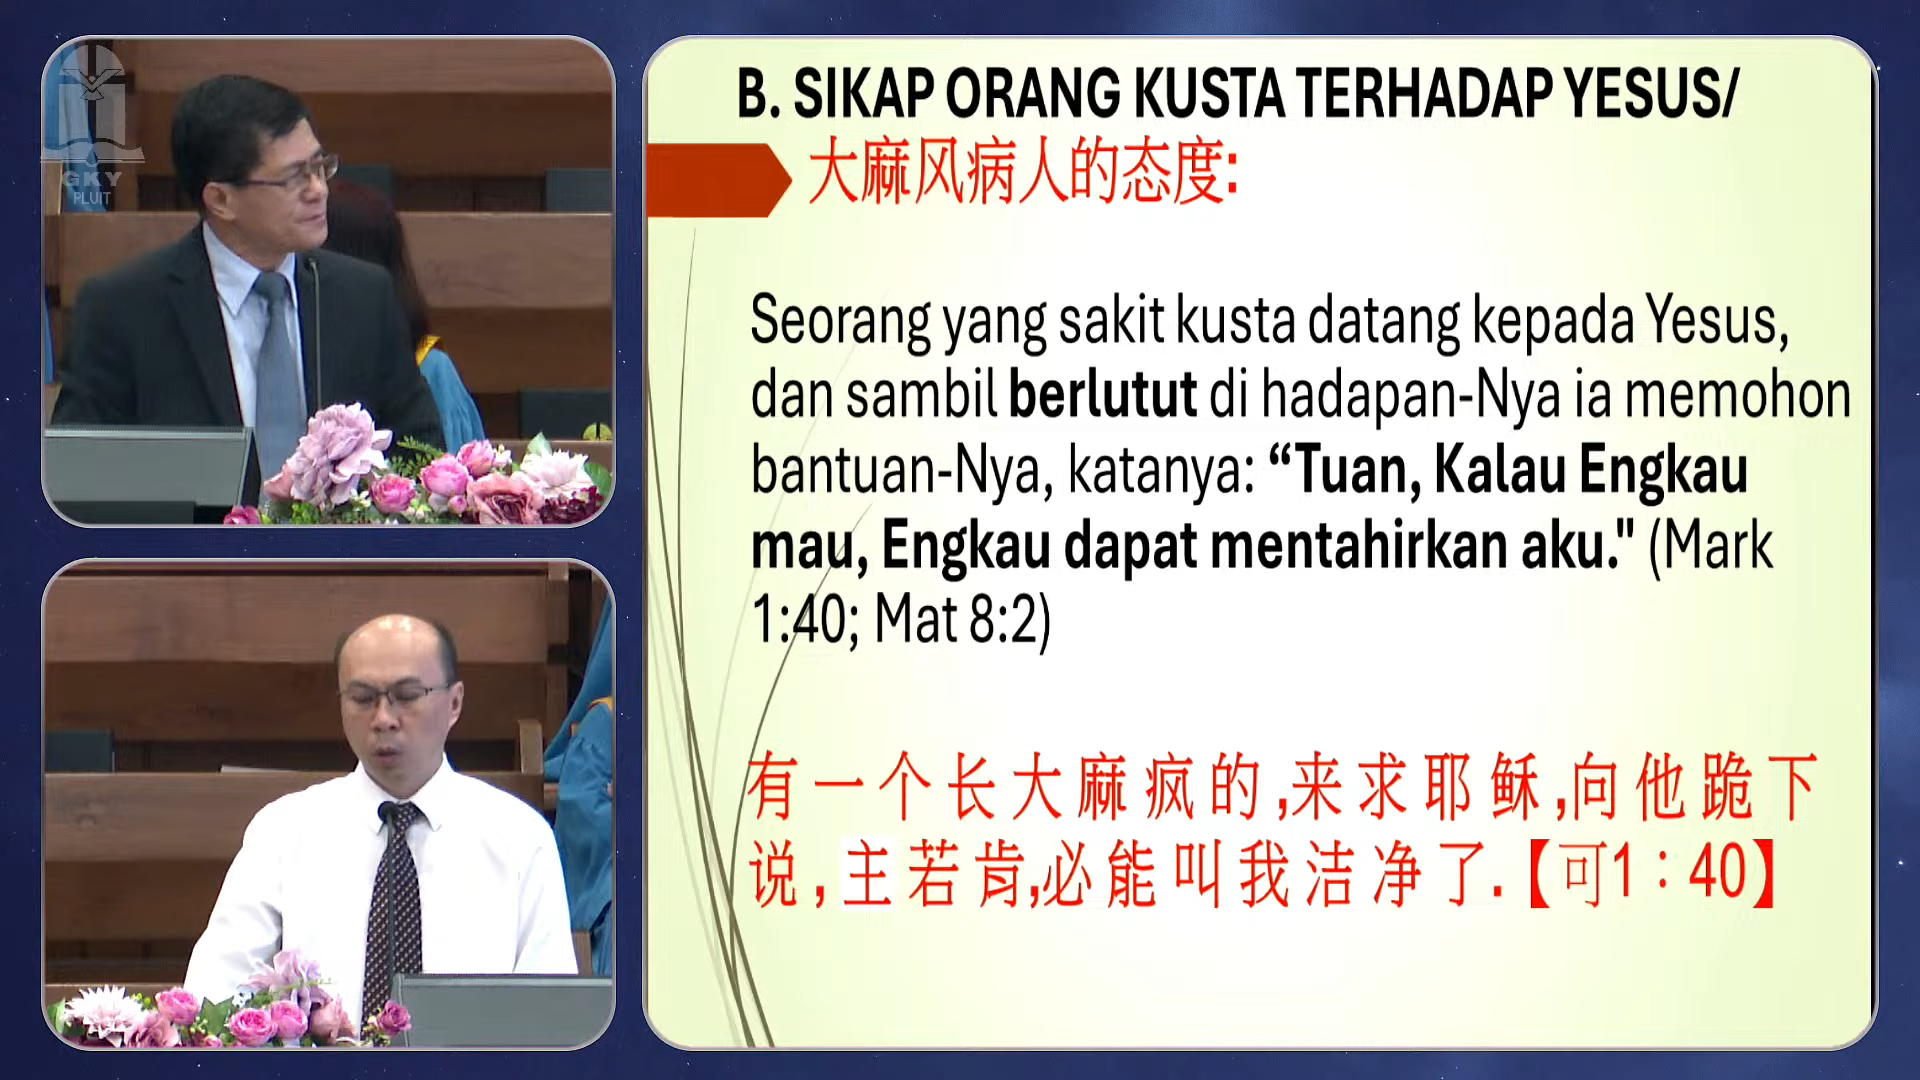 GKY
PLUIT
B. SIKAP ORANG KUSTA TERHADAP YESUS/
大麻风病人的态度:
Seorang yang sakit kusta datang kepada Yesus,
dan sambil berlutut di hadapan-Nya ia memohon
bantuan-Nya, katanya: “Tuan, Kalau Engkau
mau, Engkau dapat mentahirkan aku." (Mark
1:40; Mat 8:2)
有一个长大麻疯的,来求耶稣,向他跪下
说,主若肯,必能叫我洁净了.【可1：40】